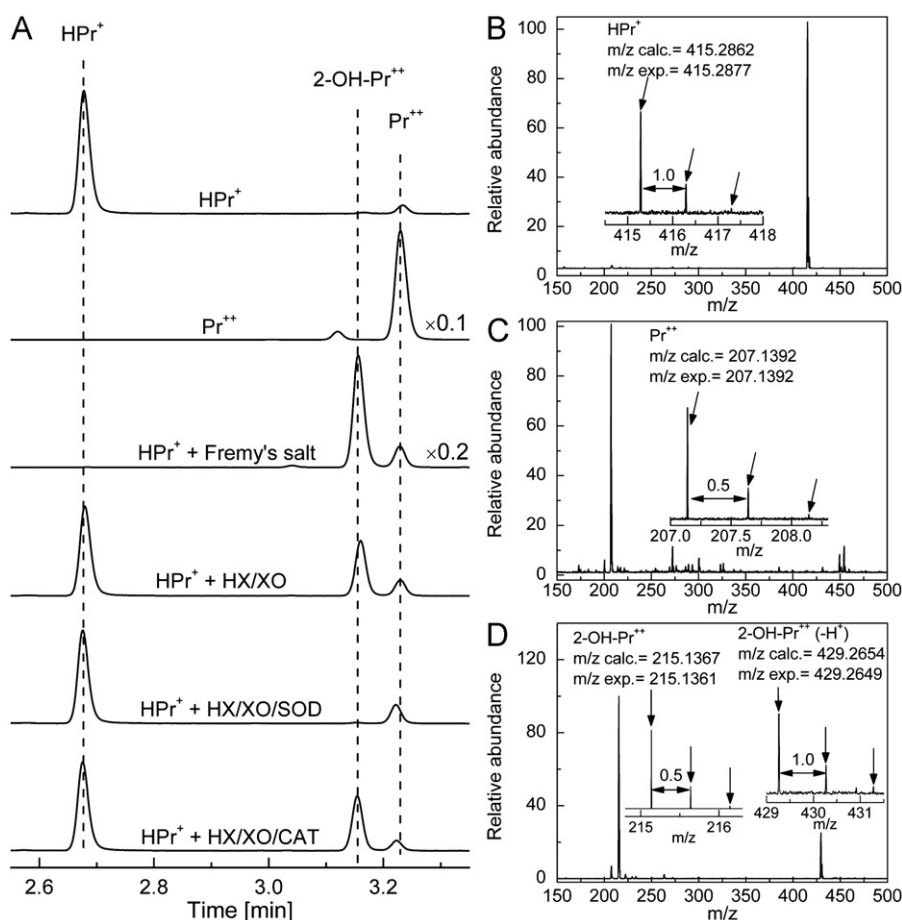 A
HPr⁺
2-OH-Pr⁺⁺
Pr⁺⁺
HPr⁺
Pr⁺⁺
×0.1
HPr⁺ + Fremy's salt
×0.2
HPr⁺ + HX/XO
HPr⁺ + HX/XO/SOD
HPr⁺ + HX/XO/CAT
2.6 2.8 3.0 3.2
Time [min]
B
HPr⁺
m/z calc.= 415.2862
m/z exp.= 415.2877
1.0
415 416 417 418
m/z
100
80
60
40
20
0
Relative abundance
150 200 250 300 350 400 450 500
m/z
C
Pr⁺⁺
m/z calc.= 207.1392
m/z exp.= 207.1392
0.5
207.0 207.5 208.0
m/z
100
80
60
40
20
0
Relative abundance
150 200 250 300 350 400 450 500
m/z
D
2-OH-Pr⁺⁺
m/z calc.= 215.1367
m/z exp.= 215.1361
0.5
215 216
m/z
2-OH-Pr⁺⁺ (-H⁺)
m/z calc.= 429.2654
m/z exp.= 429.2649
1.0
429 430 431
m/z
120
80
40
0
Relative abundance
150 200 250 300 350 400 450 500
m/z